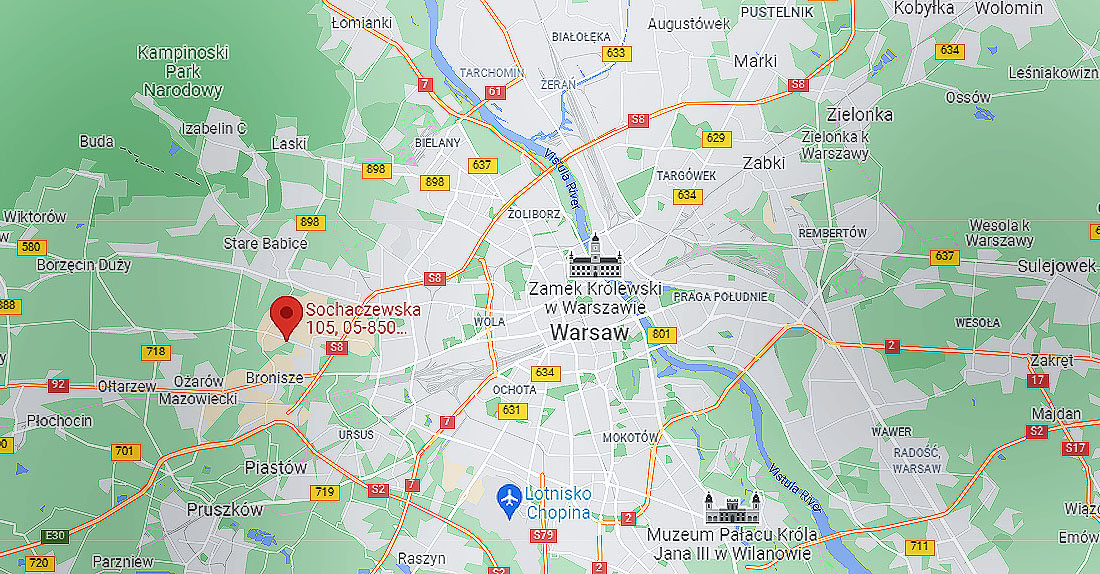 Łomianki
BIAŁOŁĘKA
633
Augustówek
PUSTELNIK
Kobyłka
Wołomin
634
Kampinoski
Park
Narodowy
TARCHOMIN
ŻERAŃ
Marki
Leśniakowizn
7
61
S8
Ossów
Izabelin C
S8
Zielonka
Buda
Laski
BIELANY
629
Zielonka k
Warszawy
898
637
Vistula River
Ząbki
898
TARGÓWEK
634
Wiktorów
898
ŻOLIBORZ
Wesoła k
Warszawy
580
Stare Babice
REMBERTÓW
637
Borzęcin Duży
S8
Sulejowek
888
Zamek Królewski
w Warszawie
PRAGA POŁUDNIE
Sochaczewska
105, 05-850...
WOLA
Warsaw
801
WESOŁA
718
S8
2
Zakręt
92
Ołtarzew
Ożarów
Mazowiecki
Bronisze
634
OCHOTA
17
631
Płochocin
7
Majdan
URSUS
MOKOTÓW
WAWER
S2
701
S17
RADOŚĆ,
WARSAW
Piastów
Vistula River
719
S2
7
Lotnisko
Chopina
Pruszków
2
Wiązo
E30
S79
Muzeum Pałacu Króla
Jana III w Wilanowie
711
Emów
720
Parzniew
Raszyn
S2
2